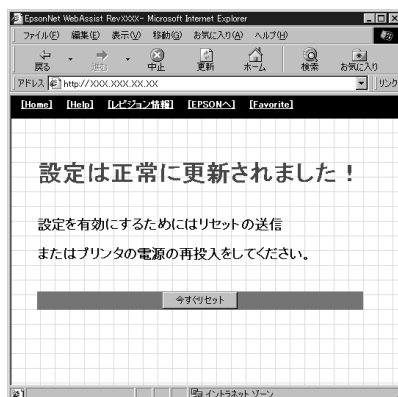 EpsonNet WebAssist RevXXX- Microsoft Internet Explorer
ファイル(F) 編集(E) 表示(V) 移動(G) お気に入り(A) ヘルプ(H)
戻る 進む 中止 更新 ホーム 検索 お気に入り
アドレス http://XXX.XXX.XX.XX リンク
[Home] [Help] [レビジョン情報] [EPSONへ] [Favorite]
設定は正常に更新されました！
設定を有効にするためにはリセットの送信
またはプリンタの電源の再投入をしてください。
今すぐリセット
イントラネット ゾーン